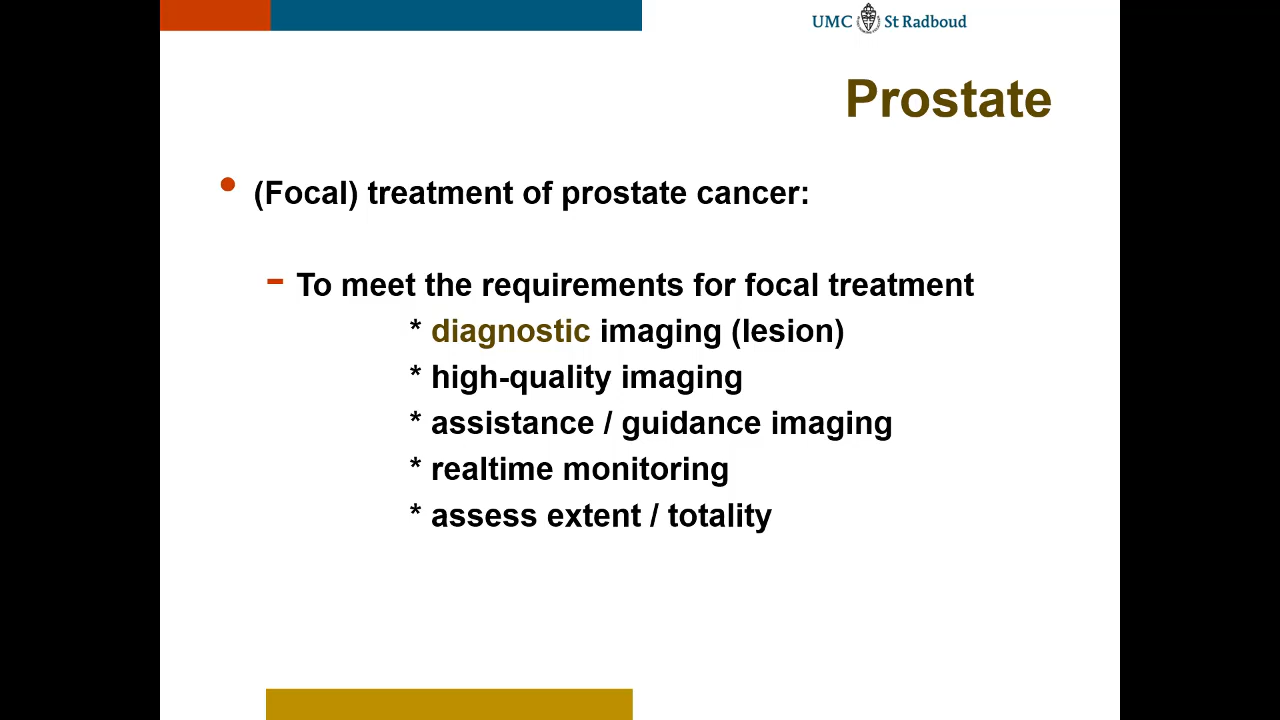 UMC St Radboud
Prostate
• (Focal) treatment of prostate cancer:
- To meet the requirements for focal treatment
* diagnostic imaging (lesion)
* high-quality imaging
* assistance / guidance imaging
* realtime monitoring
* assess extent / totality